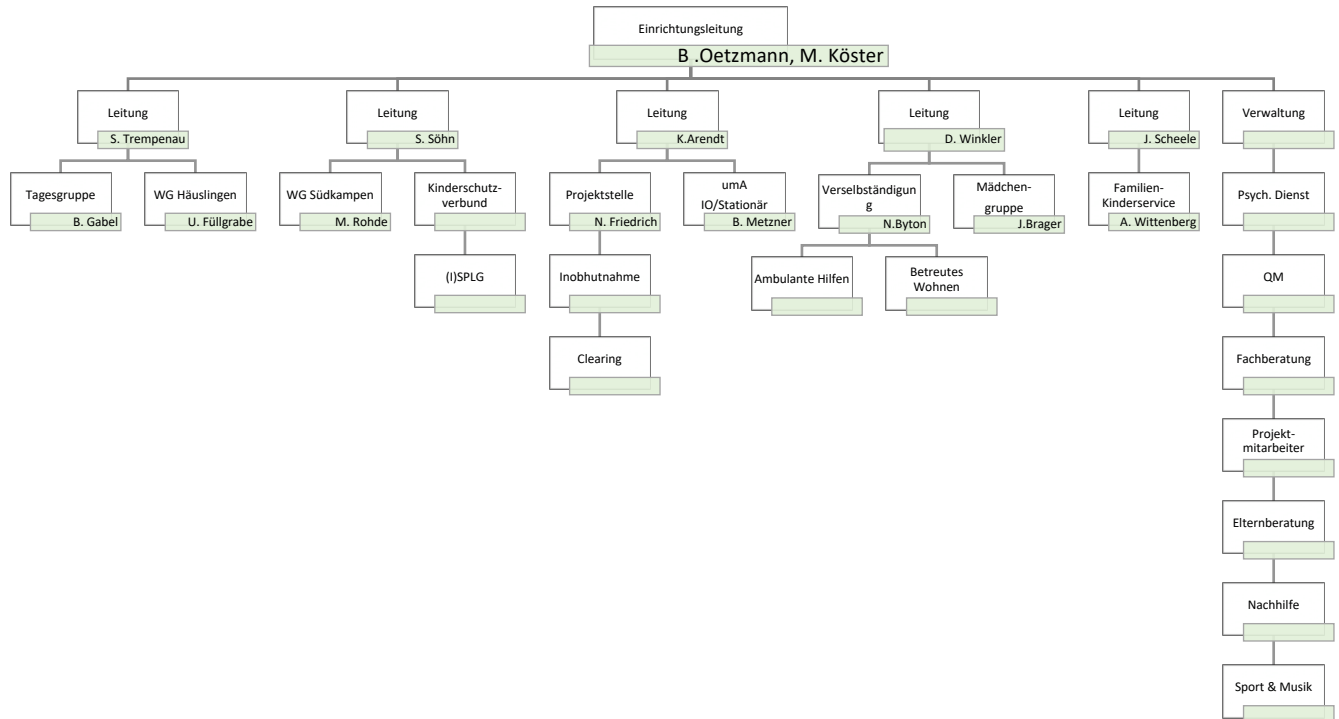 Einrichtungsleitung
B .Oetzmann, M. Köster
Leitung
S. Trempenau
Leitung
S. Söhn
Leitung
K.Arendt
Leitung
D. Winkler
Leitung
J. Scheele
Verwaltung
Tagesgruppe
B. Gabel
WG Häuslingen
U. Füllgrabe
WG Südkampen
M. Rohde
Kinderschutz-
verbund
Projektstelle
N. Friedrich
umA
IO/Stationär
B. Metzner
Verselbständigun
g
N.Byton
Mädchen-
gruppe
J.Brager
Familien-
Kinderservice
A. Wittenberg
Psych. Dienst
(I)SPLG
Inobhutnahme
Ambulante Hilfen
Betreutes
Wohnen
QM
Clearing
Fachberatung
Projekt-
mitarbeiter
Elternberatung
Nachhilfe
Sport & Musik